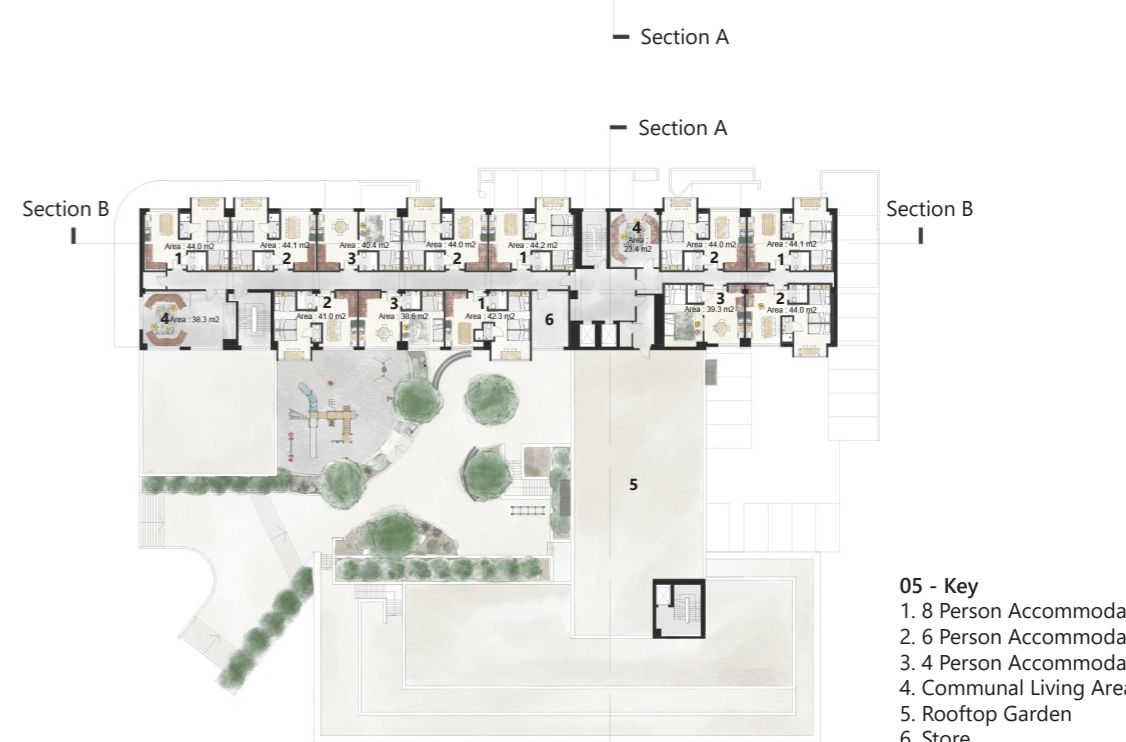 Section A
Section A
Section B
Section B
Area : 44.0 m2
1
Area : 44.1 m2
2
Area : 40.4 m2
3
Area : 44.0 m2
2
Area : 44.2 m2
1
4
Area :
23.4 m2
Area : 44.0 m2
2
Area : 44.1 m2
1
4
Area : 38.3 m2
2
Area : 41.0 m2
3
Area : 38.6 m2
1
Area : 42.3 m2
6
3
Area : 39.3 m2
2
Area : 44.0 m2
5
05 - Key
1. 8 Person Accommoda
2. 6 Person Accommoda
3. 4 Person Accommoda
4. Communal Living Area
5. Rooftop Garden
6. Store